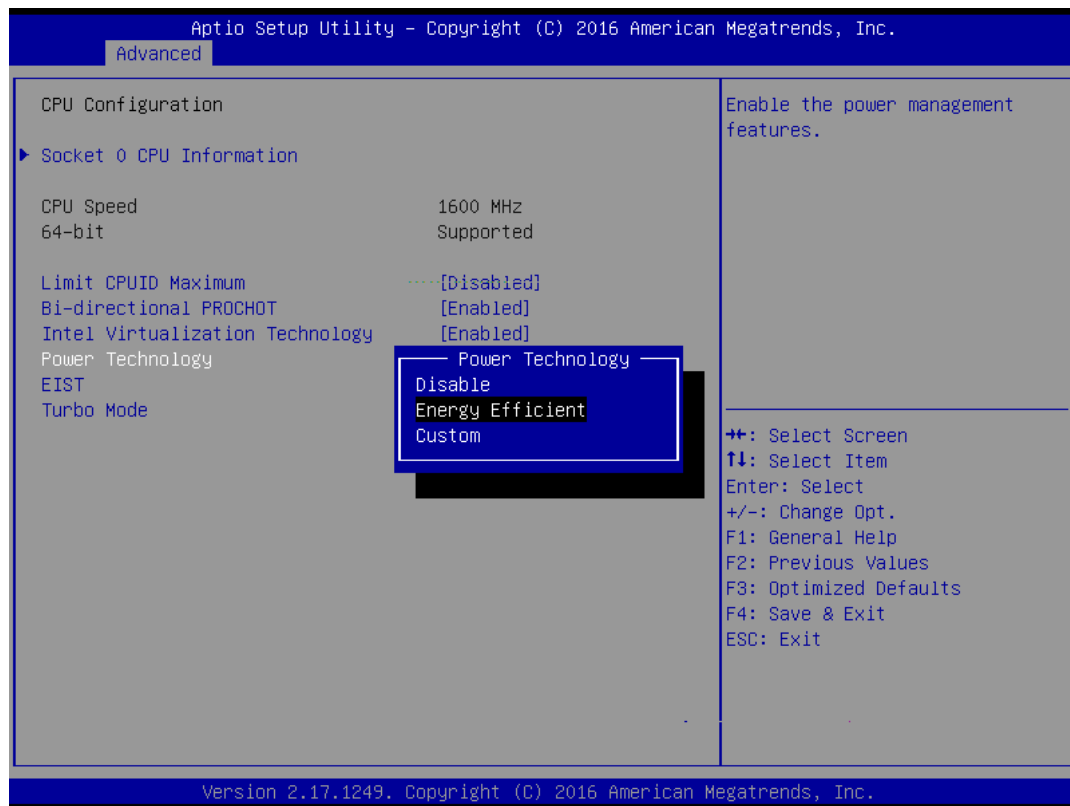 Aptio Setup Utility – Copyright (C) 2016 American Megatrends, Inc.
Advanced
CPU Configuration
Socket 0 CPU Information
CPU Speed 1600 MHz
64-bit Supported
Limit CPUID Maximum [Disabled]
Bi-directional PROCHOT [Enabled]
Intel Virtualization Technology [Enabled]
Power Technology
EIST
Turbo Mode
Power Technology
Disable
Energy Efficient
Custom
Enable the power management
features.
→←: Select Screen
↑↓: Select Item
Enter: Select
+/-: Change Opt.
F1: General Help
F2: Previous Values
F3: Optimized Defaults
F4: Save & Exit
ESC: Exit
Version 2.17.1249. Copyright (C) 2016 American Megatrends, Inc.